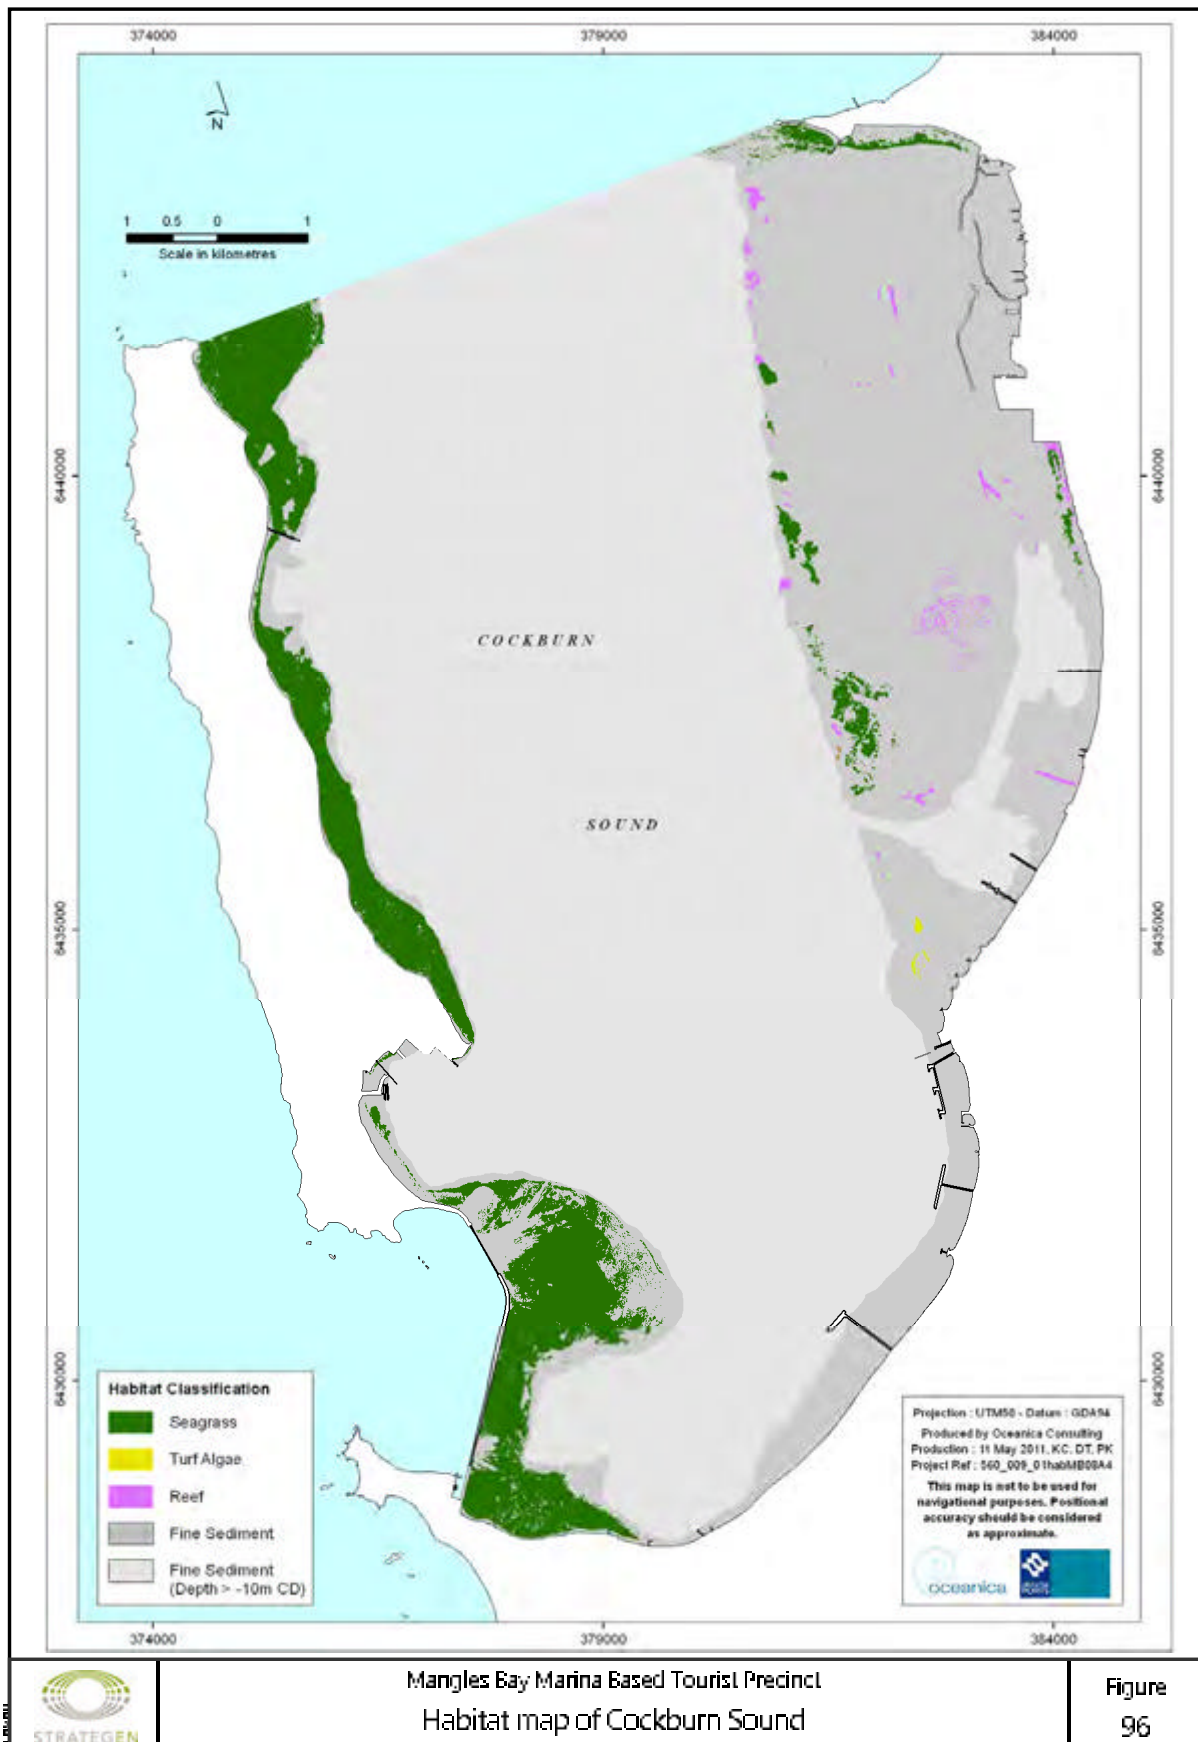 374000
379000
384000
N
1 0.5 0 1
Scale in kilometres
6440000
6440000
COCKBURN
SOUND
6435000
6435000
6430000
6430000
Habitat Classification
Seagrass
Turf Algae
Reef
Fine Sediment
Fine Sediment
(Depth > -10m CD)
Projection : UTM50 - Datum : GDA94
Produced by Oceanica Consulting
Production : 11 May 2011. KC. DT. PK
Project Ref : 560_009_01habMB08A4
This map is not to be used for
navigational purposes. Positional
accuracy should be considered
as approximate.
oceanica
374000
379000
384000
STRATEGEN
Mangles Bay Marina Based Tourist Precinct
Habitat map of Cockburn Sound
Figure
96